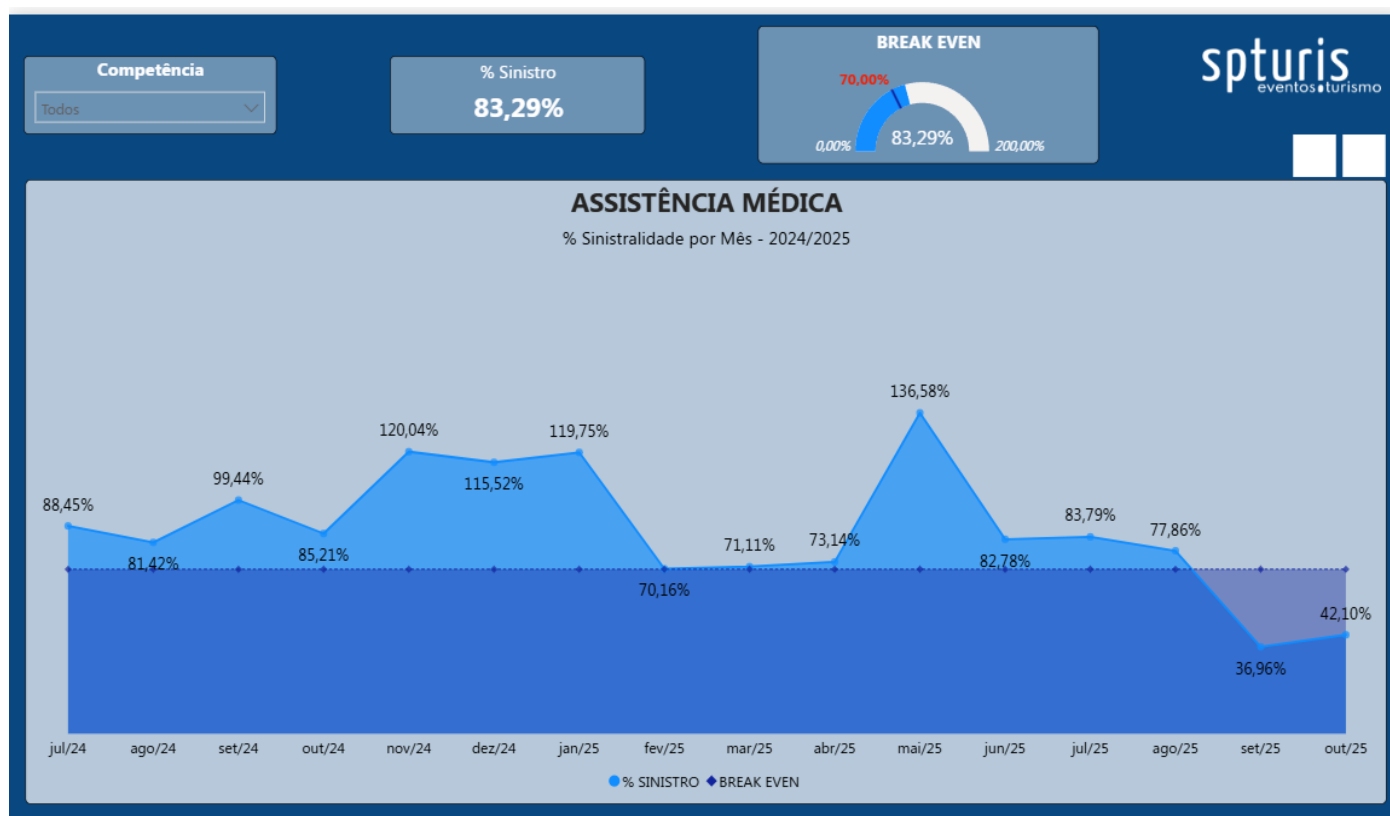 Competência
Todos
% Sinistro
83,29%
BREAK EVEN
70,00%
0,00%
83,29%
200,00%
spturis
eventos.turismo
ASSISTÊNCIA MÉDICA
% Sinistralidade por Mês - 2024/2025
88,45%
81,42%
99,44%
85,21%
120,04%
115,52%
119,75%
70,16%
71,11%
73,14%
136,58%
82,78%
83,79%
77,86%
36,96%
42,10%
jul/24 ago/24 set/24 out/24 nov/24 dez/24 jan/25 fev/25 mar/25 abr/25 mai/25 jun/25 jul/25 ago/25 set/25 out/25
% SINISTRO BREAK EVEN